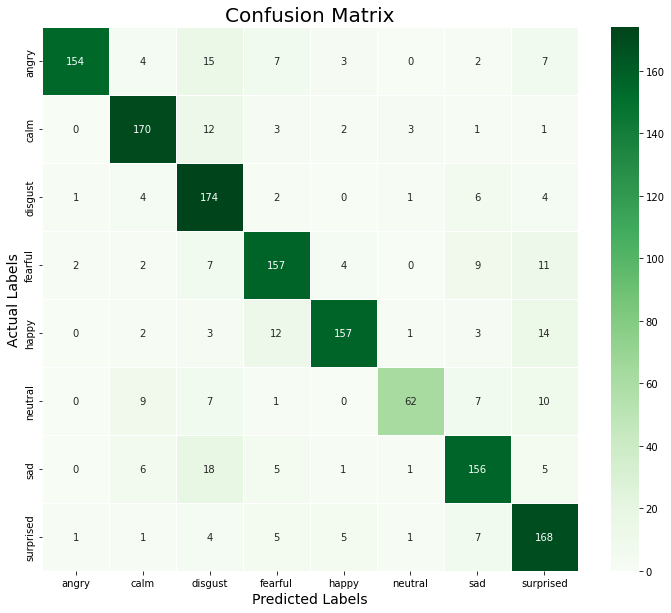 Confusion Matrix
Actual Labels
angry 154 4 15 7 3 0 2 7
calm 0 170 12 3 2 3 1 1
disgust 1 4 174 2 0 1 6 4
fearful 2 2 7 157 4 0 9 11
happy 0 2 3 12 157 1 3 14
neutral 0 9 7 1 0 62 7 10
sad 0 6 18 5 1 1 156 5
surprised 1 1 4 5 5 1 7 168
angry calm disgust fearful happy neutral sad surprised
Predicted Labels
160
140
120
100
80
60
40
20
0